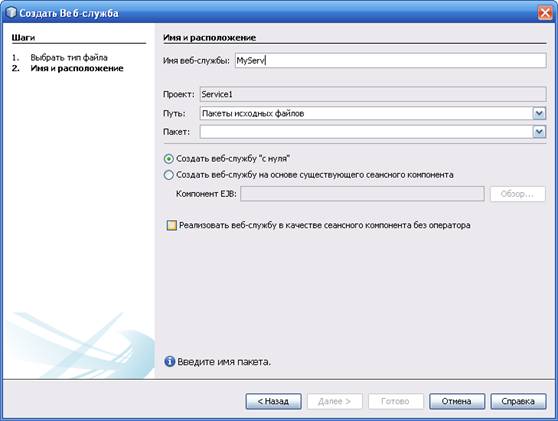 Создать Веб-служба
Шаги
1. Выбрать тип файла
2. Имя и расположение
Имя и расположение
Имя веб-службы: MyServ
Проект: Service1
Путь: Пакеты исходных файлов
Пакет:
Создать веб-службу "с нуля"
Создать веб-службу на основе существующего сеансного компонента
Компонент EJB: Обзор...
Реализовать веб-службу в качестве сеансного компонента без оператора
Введите имя пакета.
< Назад Далее > Готово Отмена Справка